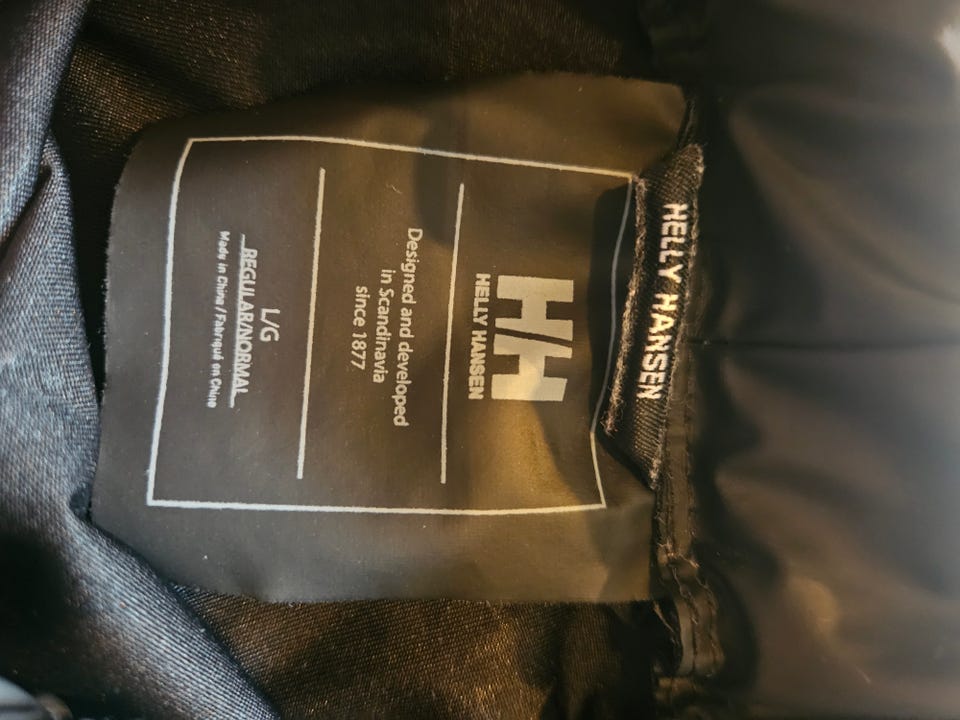 HELLY HANSEN
HH
HELLY HANSEN
Designed and developed
in Scandinavia
since 1877
L/G
REGULAR/NORMAL
Made in China / Fabriqué en Chine